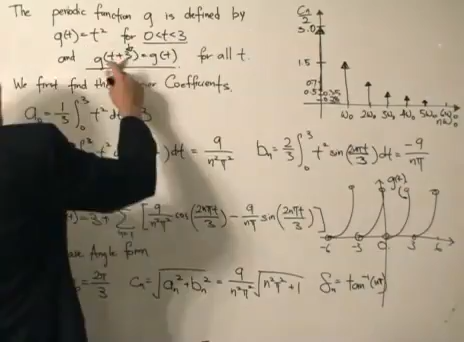 The periodic function g is defined by
g(t)=t² for 0<t<3
and g(t+3)=g(t) for all t.
We first find the Coefficients.
a₀=1/3 ∫₀³ t² d 3
∫₀³ t² )dt = 9/n²π² bₙ = 2/3 ∫₀³ t² sin(2nπt/3)dt = -9/nπ
(t)=3+ Σ [9/n²π² cos(2nπt/3) - 9/nπ sin(2nπt/3)]
Angle form
= 2π/3 Cₙ = √(aₙ²+bₙ²) = 9/n²π² √(n²π²+1) δₙ = tan⁻¹(nπ)
Cₙ/2
3.0
1.5
ω₀ 2ω₀ 3ω₀ 4ω₀ 5ω₀ 6ω₀
g(t)
-6 -3 0 3 6